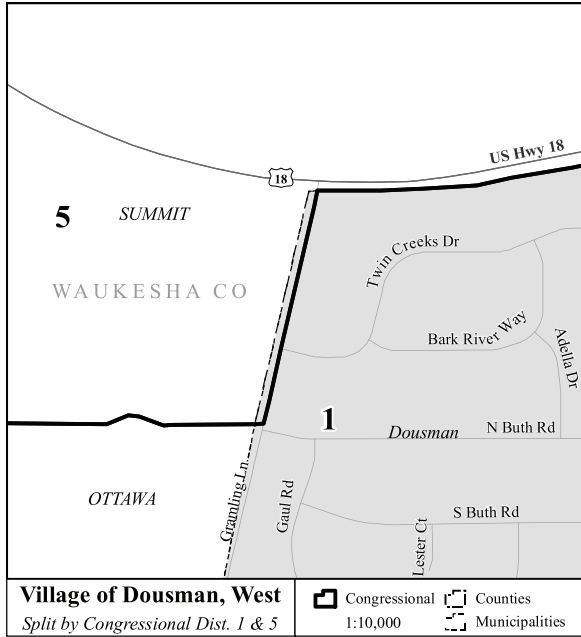 US Hwy 18
18
5
SUMMIT
Twin Creeks Dr
WAUKESHA CO
Bark River Way
Adella Dr
1
Dousman
N Buth Rd
Gramling Ln
Gaul Rd
OTTAWA
S Buth Rd
Lester Ct
Village of Dousman, West
Split by Congressional Dist. 1 & 5
Congressional
Counties
1:10,000
Municipalities